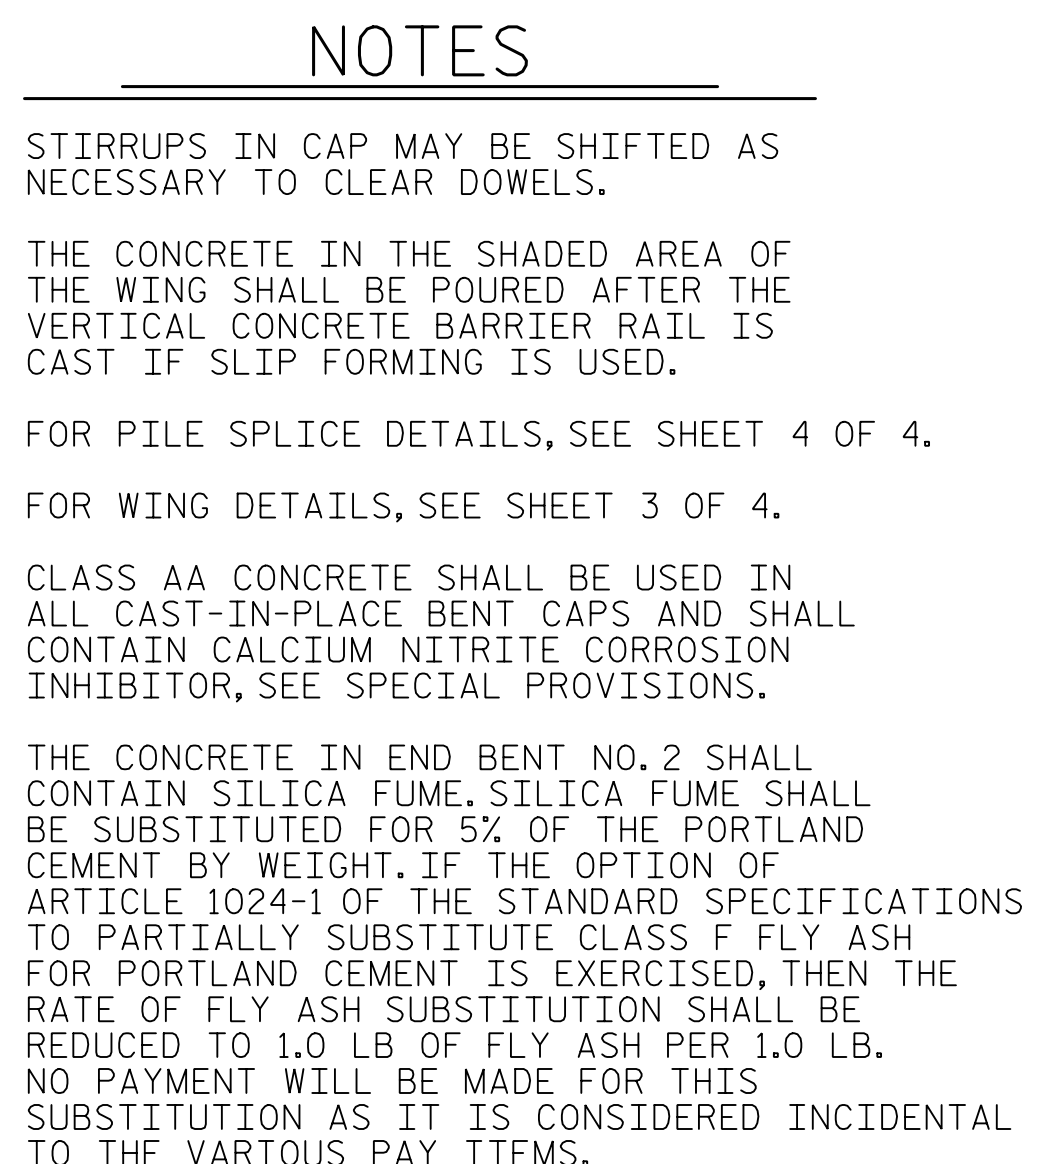 NOTES
STIRRUPS IN CAP MAY BE SHIFTED AS
NECESSARY TO CLEAR DOWELS.
THE CONCRETE IN THE SHADED AREA OF
THE WING SHALL BE POURED AFTER THE
VERTICAL CONCRETE BARRIER RAIL IS
CAST IF SLIP FORMING IS USED.
FOR PILE SPLICE DETAILS, SEE SHEET 4 OF 4.
FOR WING DETAILS, SEE SHEET 3 OF 4.
CLASS AA CONCRETE SHALL BE USED IN
ALL CAST-IN-PLACE BENT CAPS AND SHALL
CONTAIN CALCIUM NITRITE CORROSION
INHIBITOR, SEE SPECIAL PROVISIONS.
THE CONCRETE IN END BENT NO. 2 SHALL
CONTAIN SILICA FUME. SILICA FUME SHALL
BE SUBSTITUTED FOR 5% OF THE PORTLAND
CEMENT BY WEIGHT. IF THE OPTION OF
ARTICLE 1024-1 OF THE STANDARD SPECIFICATIONS
TO PARTIALLY SUBSTITUTE CLASS F FLY ASH
FOR PORTLAND CEMENT IS EXERCISED, THEN THE
RATE OF FLY ASH SUBSTITUTION SHALL BE
REDUCED TO 1.0 LB OF FLY ASH PER 1.0 LB.
NO PAYMENT WILL BE MADE FOR THIS
SUBSTITUTION AS IT IS CONSIDERED INCIDENTAL
TO THE VARIOUS PAY ITEMS.